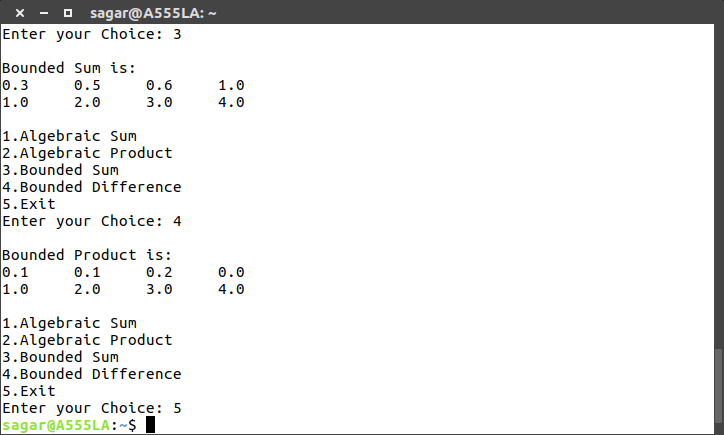 sagar@A555LA: ~
Enter your Choice: 3
Bounded Sum is:
0.3 0.5 0.6 1.0
1.0 2.0 3.0 4.0
1.Algebraic Sum
2.Algebraic Product
3.Bounded Sum
4.Bounded Difference
5.Exit
Enter your Choice: 4
Bounded Product is:
0.1 0.1 0.2 0.0
1.0 2.0 3.0 4.0
1.Algebraic Sum
2.Algebraic Product
3.Bounded Sum
4.Bounded Difference
5.Exit
Enter your Choice: 5
sagar@A555LA:~$